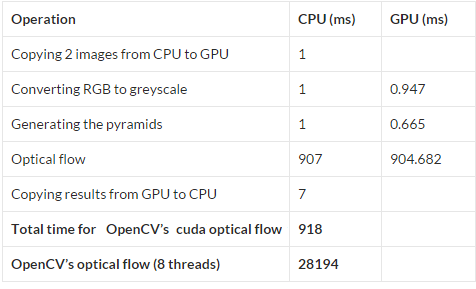 Operation CPU (ms) GPU (ms)
Copying 2 images from CPU to GPU 1
Converting RGB to greyscale 1 0.947
Generating the pyramids 1 0.665
Optical flow 907 904.682
Copying results from GPU to CPU 7
Total time for OpenCV's cuda optical flow 918
OpenCV's optical flow (8 threads) 28194